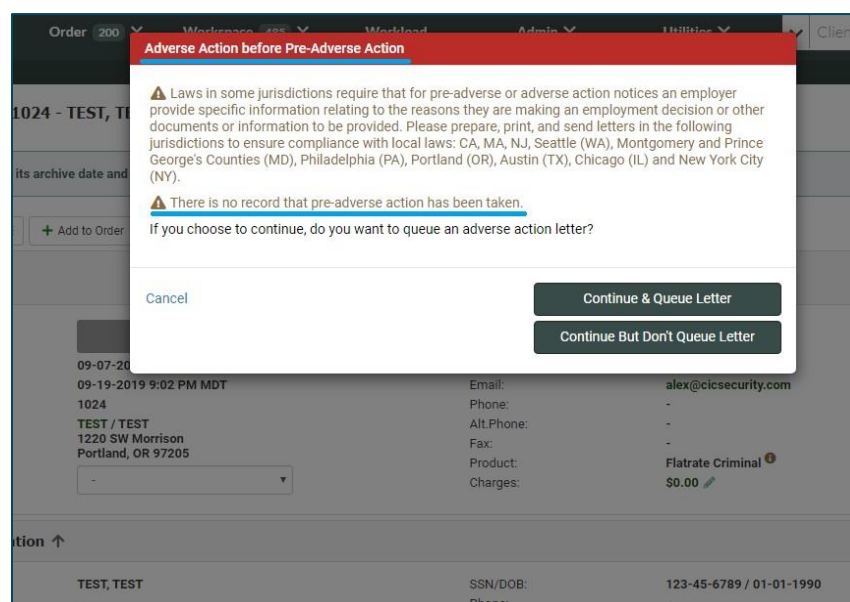 Order 200 Workspace 485 Workload Admin Utilities Clien
Adverse Action before Pre-Adverse Action
Laws in some jurisdictions require that for pre-adverse or adverse action notices an employer
provide specific information relating to the reasons they are making an employment decision or other
documents or information to be provided. Please prepare, print, and send letters in the following
jurisdictions to ensure compliance with local laws: CA, MA, NJ, Seattle (WA), Montgomery and Prince
George's Counties (MD), Philadelphia (PA), Portland (OR), Austin (TX), Chicago (IL) and New York City
(NY).
There is no record that pre-adverse action has been taken.
If you choose to continue, do you want to queue an adverse action letter?
Cancel
Continue & Queue Letter
Continue But Don't Queue Letter
1024 - TEST, TE
its archive date and
+ Add to Order
09-07-20
09-19-2019 9:02 PM MDT
1024
TEST / TEST
1220 SW Morrison
Portland, OR 97205
-
Email: alex@cicsecurity.com
Phone: -
Alt.Phone: -
Fax: -
Product: Flatrate Criminal
Charges: $0.00
ation
TEST, TEST
SSN/DOB: 123-45-6789 / 01-01-1990
Phone: